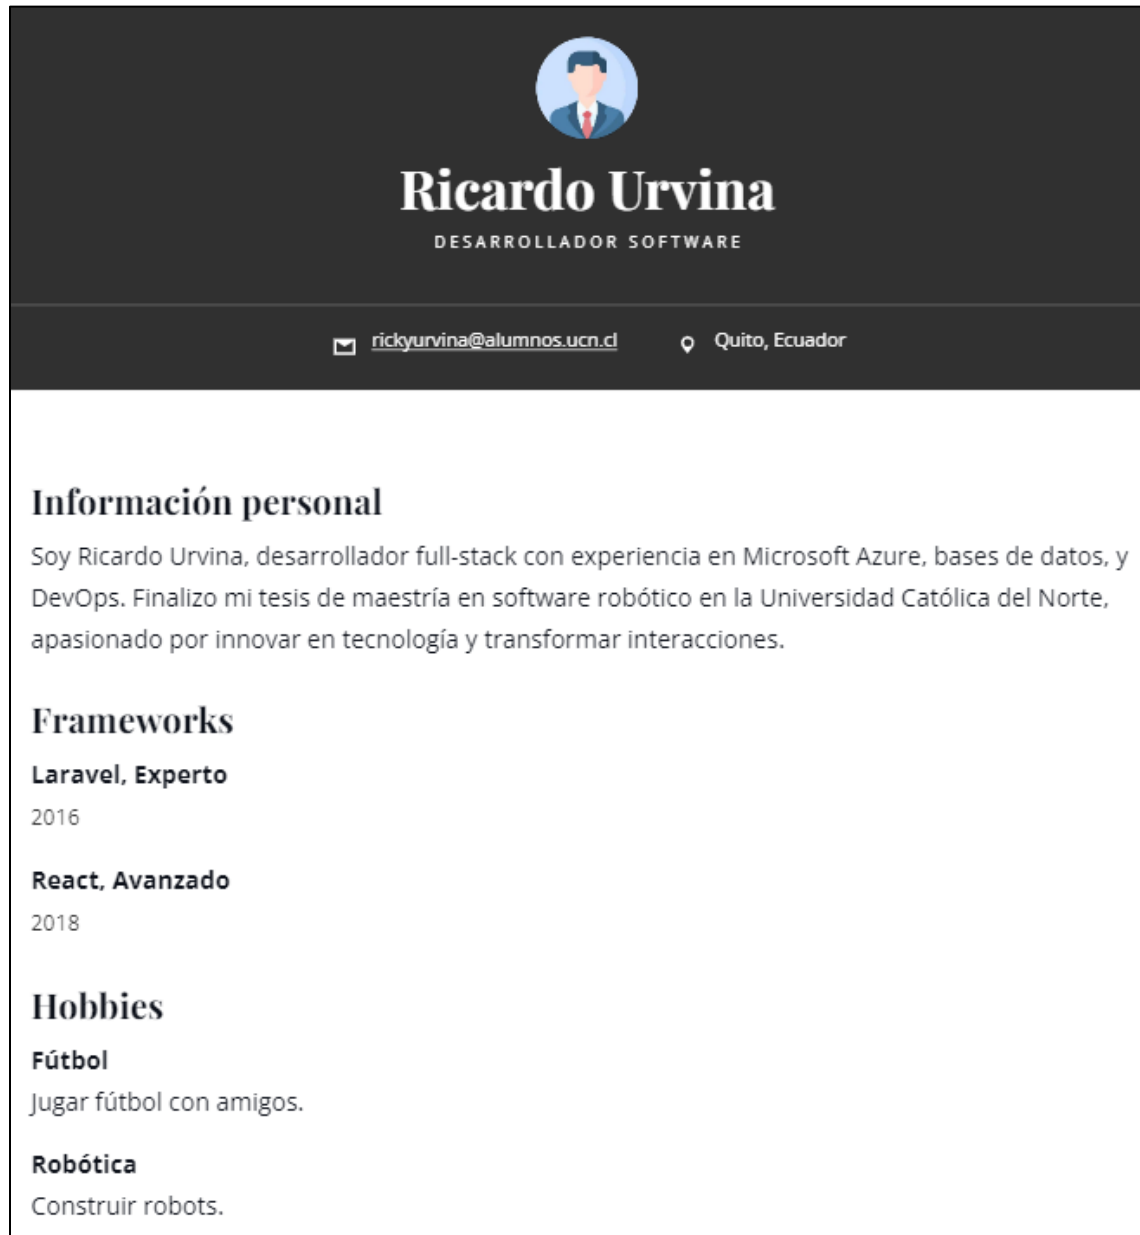 Ricardo Urvina
DESARROLLADOR SOFTWARE
rickyurvina@alumnos.ucn.cl
Quito, Ecuador
Información personal
Soy Ricardo Urvina, desarrollador full-stack con experiencia en Microsoft Azure, bases de datos, y
DevOps. Finalizo mi tesis de maestría en software robótico en la Universidad Católica del Norte,
apasionado por innovar en tecnología y transformar interacciones.
Frameworks
Laravel, Experto
2016
React, Avanzado
2018
Hobbies
Fútbol
Jugar fútbol con amigos.
Robótica
Construir robots.